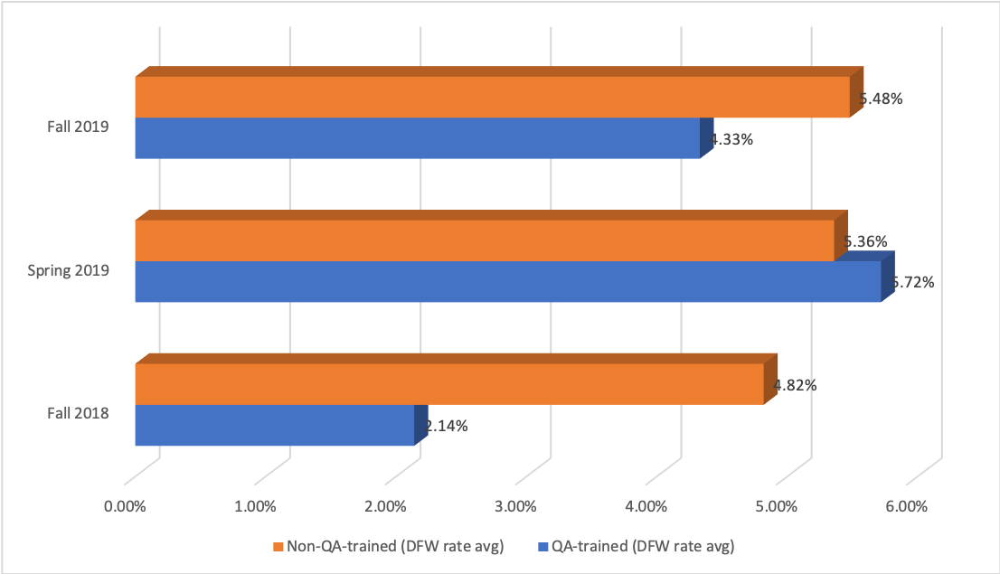 Fall 2019
5.48%
4.33%
Spring 2019
5.36%
5.72%
Fall 2018
4.82%
2.14%
0.00% 1.00% 2.00% 3.00% 4.00% 5.00% 6.00%
Non-QA-trained (DFW rate avg) QA-trained (DFW rate avg)